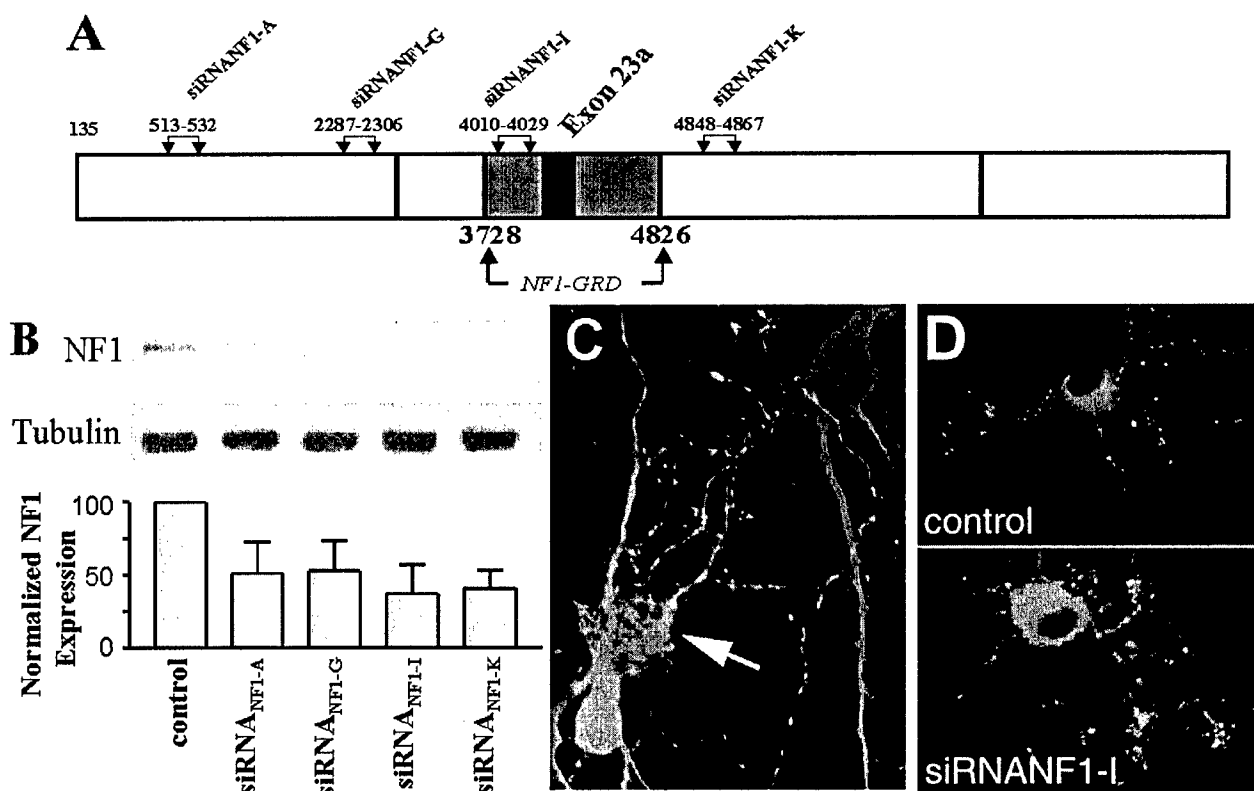 A
siRNANF1-A
siRNANF1-G
siRNANF1-I
Exon 23a
siRNANF1-K
135
513-532
2287-2306
4010-4029
4848-4867
3728
4826
NF1-GRD
B
NF1
Tubulin
Normalized NF1
Expression
100
50
0
control
siRNANF1-A
siRNANF1-G
siRNANF1-I
siRNANF1-K
C
D
control
siRNANF1-I